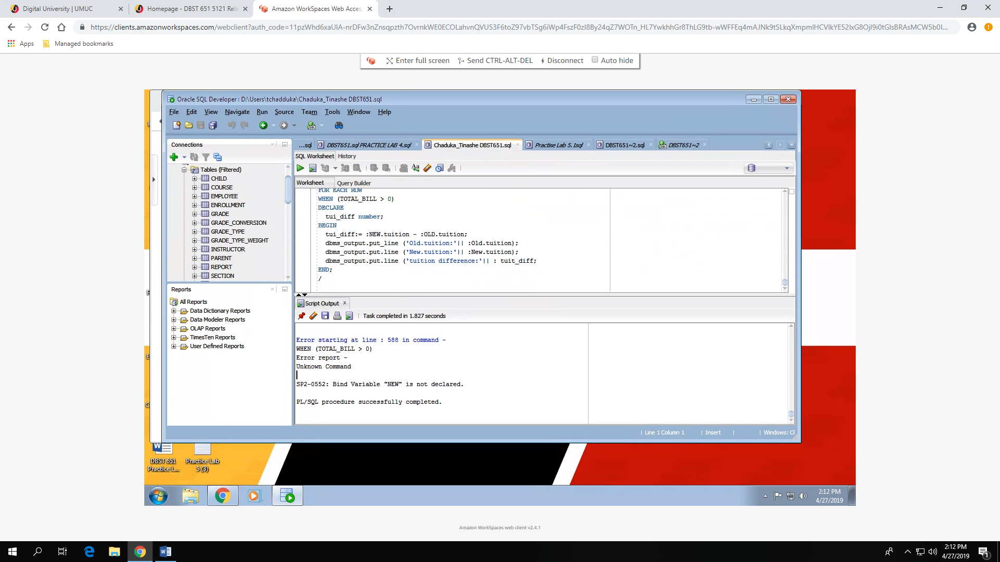 Digital University | UMUC
Homepage - DBST 651 5121 Rela
Amazon WorkSpaces Web Acces
https://clients.amazonworkspaces.com/webclient?auth_code=11pzWhd6xaUIA-nrDFw3nZnsqpzth7OvrnkWE0ECOLahvnQVU53F6toZ97vbTSg6iWp4FszF0zI8By24qZ7WOTn_HL7YwkhhGr8ThLG9tb-wWFFEq4mAJNk9tSLkqXmpmIHCVlkYE52IxG8OjI9i0tGIsBRAsMCW5b0I...
Apps
Managed bookmarks
Enter full screen
Send CTRL-ALT-DEL
Disconnect
Auto hide
Oracle SQL Developer : D:\Users\tchadduka\Chaduka_Tinashe DBST651.sql
File Edit View Navigate Run Source Team Tools Window Help
Connections
Tables (Filtered)
CHILD
COURSE
EMPLOYEE
ENROLLMENT
GRADE
GRADE_CONVERSION
GRADE_TYPE
GRADE_TYPE_WEIGHT
INSTRUCTOR
PARENT
REPORT
SECTION
Reports
All Reports
Data Dictionary Reports
Data Modeler Reports
OLAP Reports
TimesTen Reports
User Defined Reports
...sql
DBST651.sql PRACTICE LAB 4.sql
Chaduka_Tinashe DBST651.sql
Practise Lab 5.1sql
DBST651~2.sql
DBST651~2
SQL Worksheet History
Worksheet Query Builder
FOR EACH ROW
WHEN (TOTAL_BILL > 0)
DECLARE
tui_diff number;
BEGIN
tui_diff:= :NEW.tuition - :OLD.tuition;
dbms_output.put_line ('Old.tuition:'|| :Old.tuition);
dbms_output.put.line ('New.tuition:'|| :New.tuition);
dbms_output.put.line ('tuition difference:'|| : tuit_diff;
END;
/
Script Output
Task completed in 1.827 seconds
Error starting at line : 588 in command -
WHEN (TOTAL_BILL > 0)
Error report -
Unknown Command
SP2-0552: Bind Variable "NEW" is not declared.
PL/SQL procedure successfully completed.
Line 1 Column 1
Insert
Windows: CF
DBST 651
Practice L...
Practice Lab
5 (3)
2:12 PM
4/27/2019
Amazon WorkSpaces web client v2.4.1
2:12 PM
4/27/2019
1